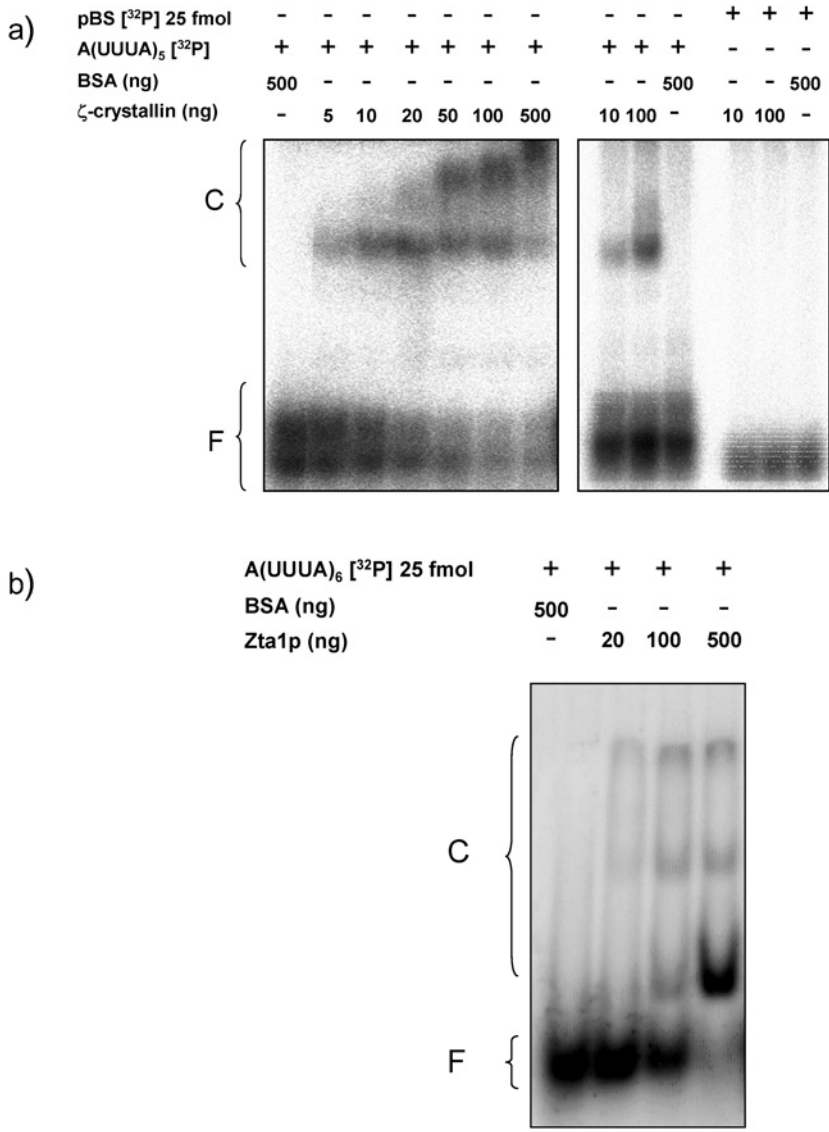 a)
pBS [³²P] 25 fmol - - - - - - - - - - + + +
A(UUUA)₅ [³²P] + + + + + + + + + + - - -
BSA (ng) 500 - - - - - - - - 500 - - 500
ζ-crystallin (ng) - 5 10 20 50 100 500 10 100 - 10 100 -
C
F
b)
A(UUUA)₆ [³²P] 25 fmol + + + +
BSA (ng) 500 - - -
Zta1p (ng) - 20 100 500
C
F